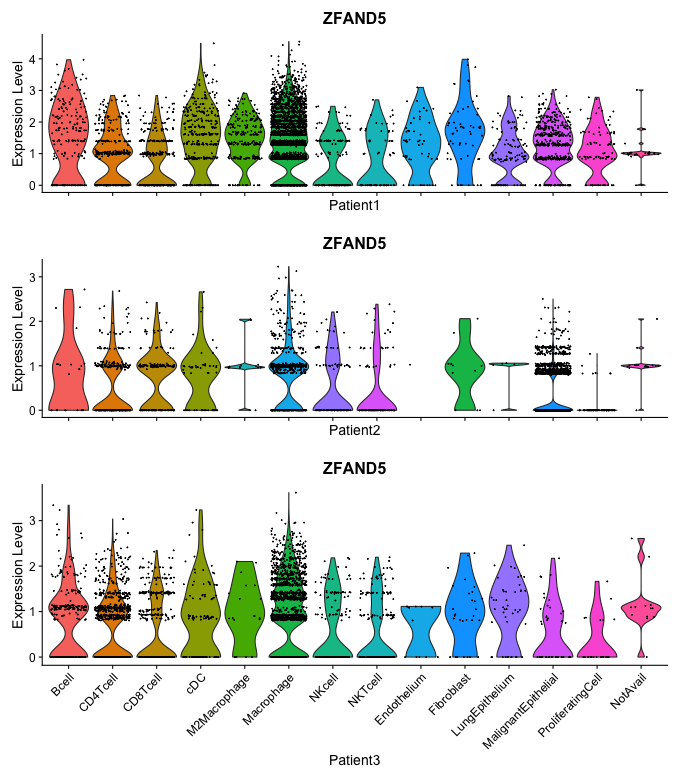 ZFAND5
Expression Level
4
3
2
1
0
Patient1
ZFAND5
Expression Level
3
2
1
0
Patient2
ZFAND5
Expression Level
3
2
1
0
Bcell
CD4Tcell
CD8Tcell
cDC
M2Macrophage
Macrophage
NKcell
NKTcell
Endothelium
Fibroblast
LungEpithelium
MalignantEpithelial
ProliferatingCell
NotAvail
Patient3